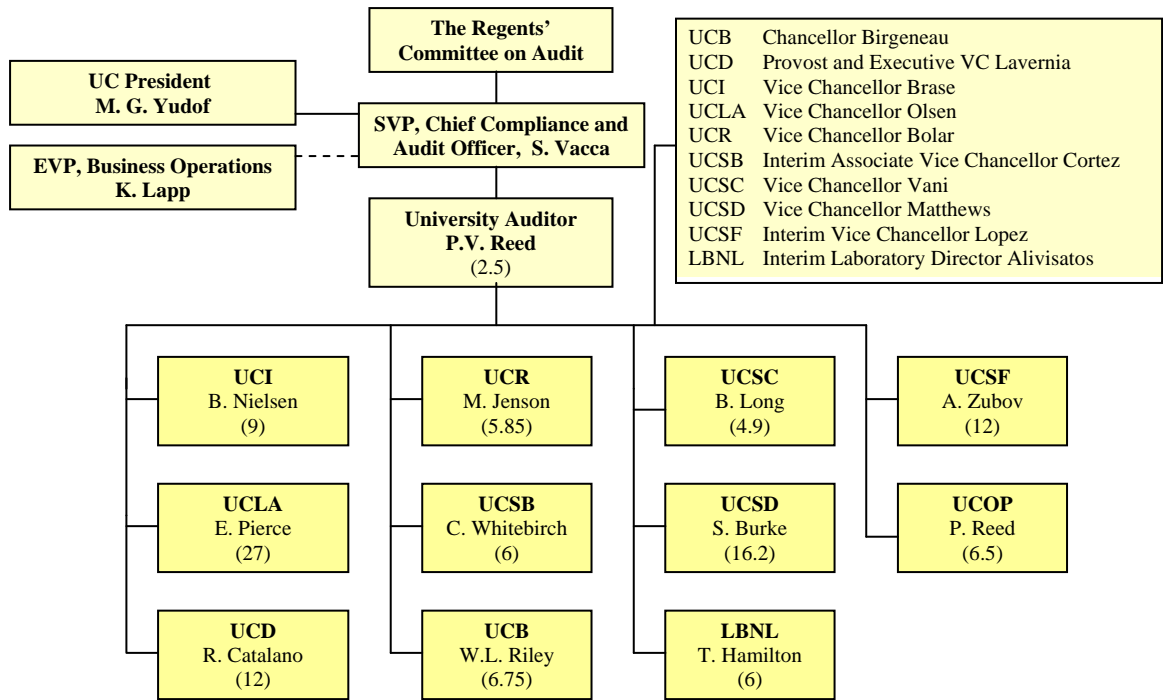 The Regents'
Committee on Audit
UC President
M. G. Yudof
SVP, Chief Compliance and
Audit Officer, S. Vacca
EVP, Business Operations
K. Lapp
University Auditor
P.V. Reed
(2.5)
UCB Chancellor Birgeneau
UCD Provost and Executive VC Lavernia
UCI Vice Chancellor Brase
UCLA Vice Chancellor Olsen
UCR Vice Chancellor Bolar
UCSB Interim Associate Vice Chancellor Cortez
UCSC Vice Chancellor Vani
UCSD Vice Chancellor Matthews
UCSF Interim Vice Chancellor Lopez
LBNL Interim Laboratory Director Alivisatos
UCI
B. Nielsen
(9)
UCR
M. Jenson
(5.85)
UCSC
B. Long
(4.9)
UCSF
A. Zubov
(12)
UCLA
E. Pierce
(27)
UCSB
C. Whitebirch
(6)
UCSD
S. Burke
(16.2)
UCOP
P. Reed
(6.5)
UCD
R. Catalano
(12)
UCB
W.L. Riley
(6.75)
LBNL
T. Hamilton
(6)